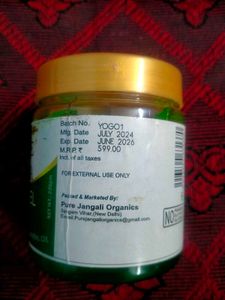 Batch No. YOGO1
Mfg. Date JULY 2024
Exp. Date JUNE 2026
M.R.P. ₹ 599.00
Incl. of all taxes
FOR EXTERNAL USE ONLY
Packed & Marketed By:
Pure Jangali Organics
Sangam Vihar,(New Delhi)
Email.Purejangaliorganics@gmail.com
NO